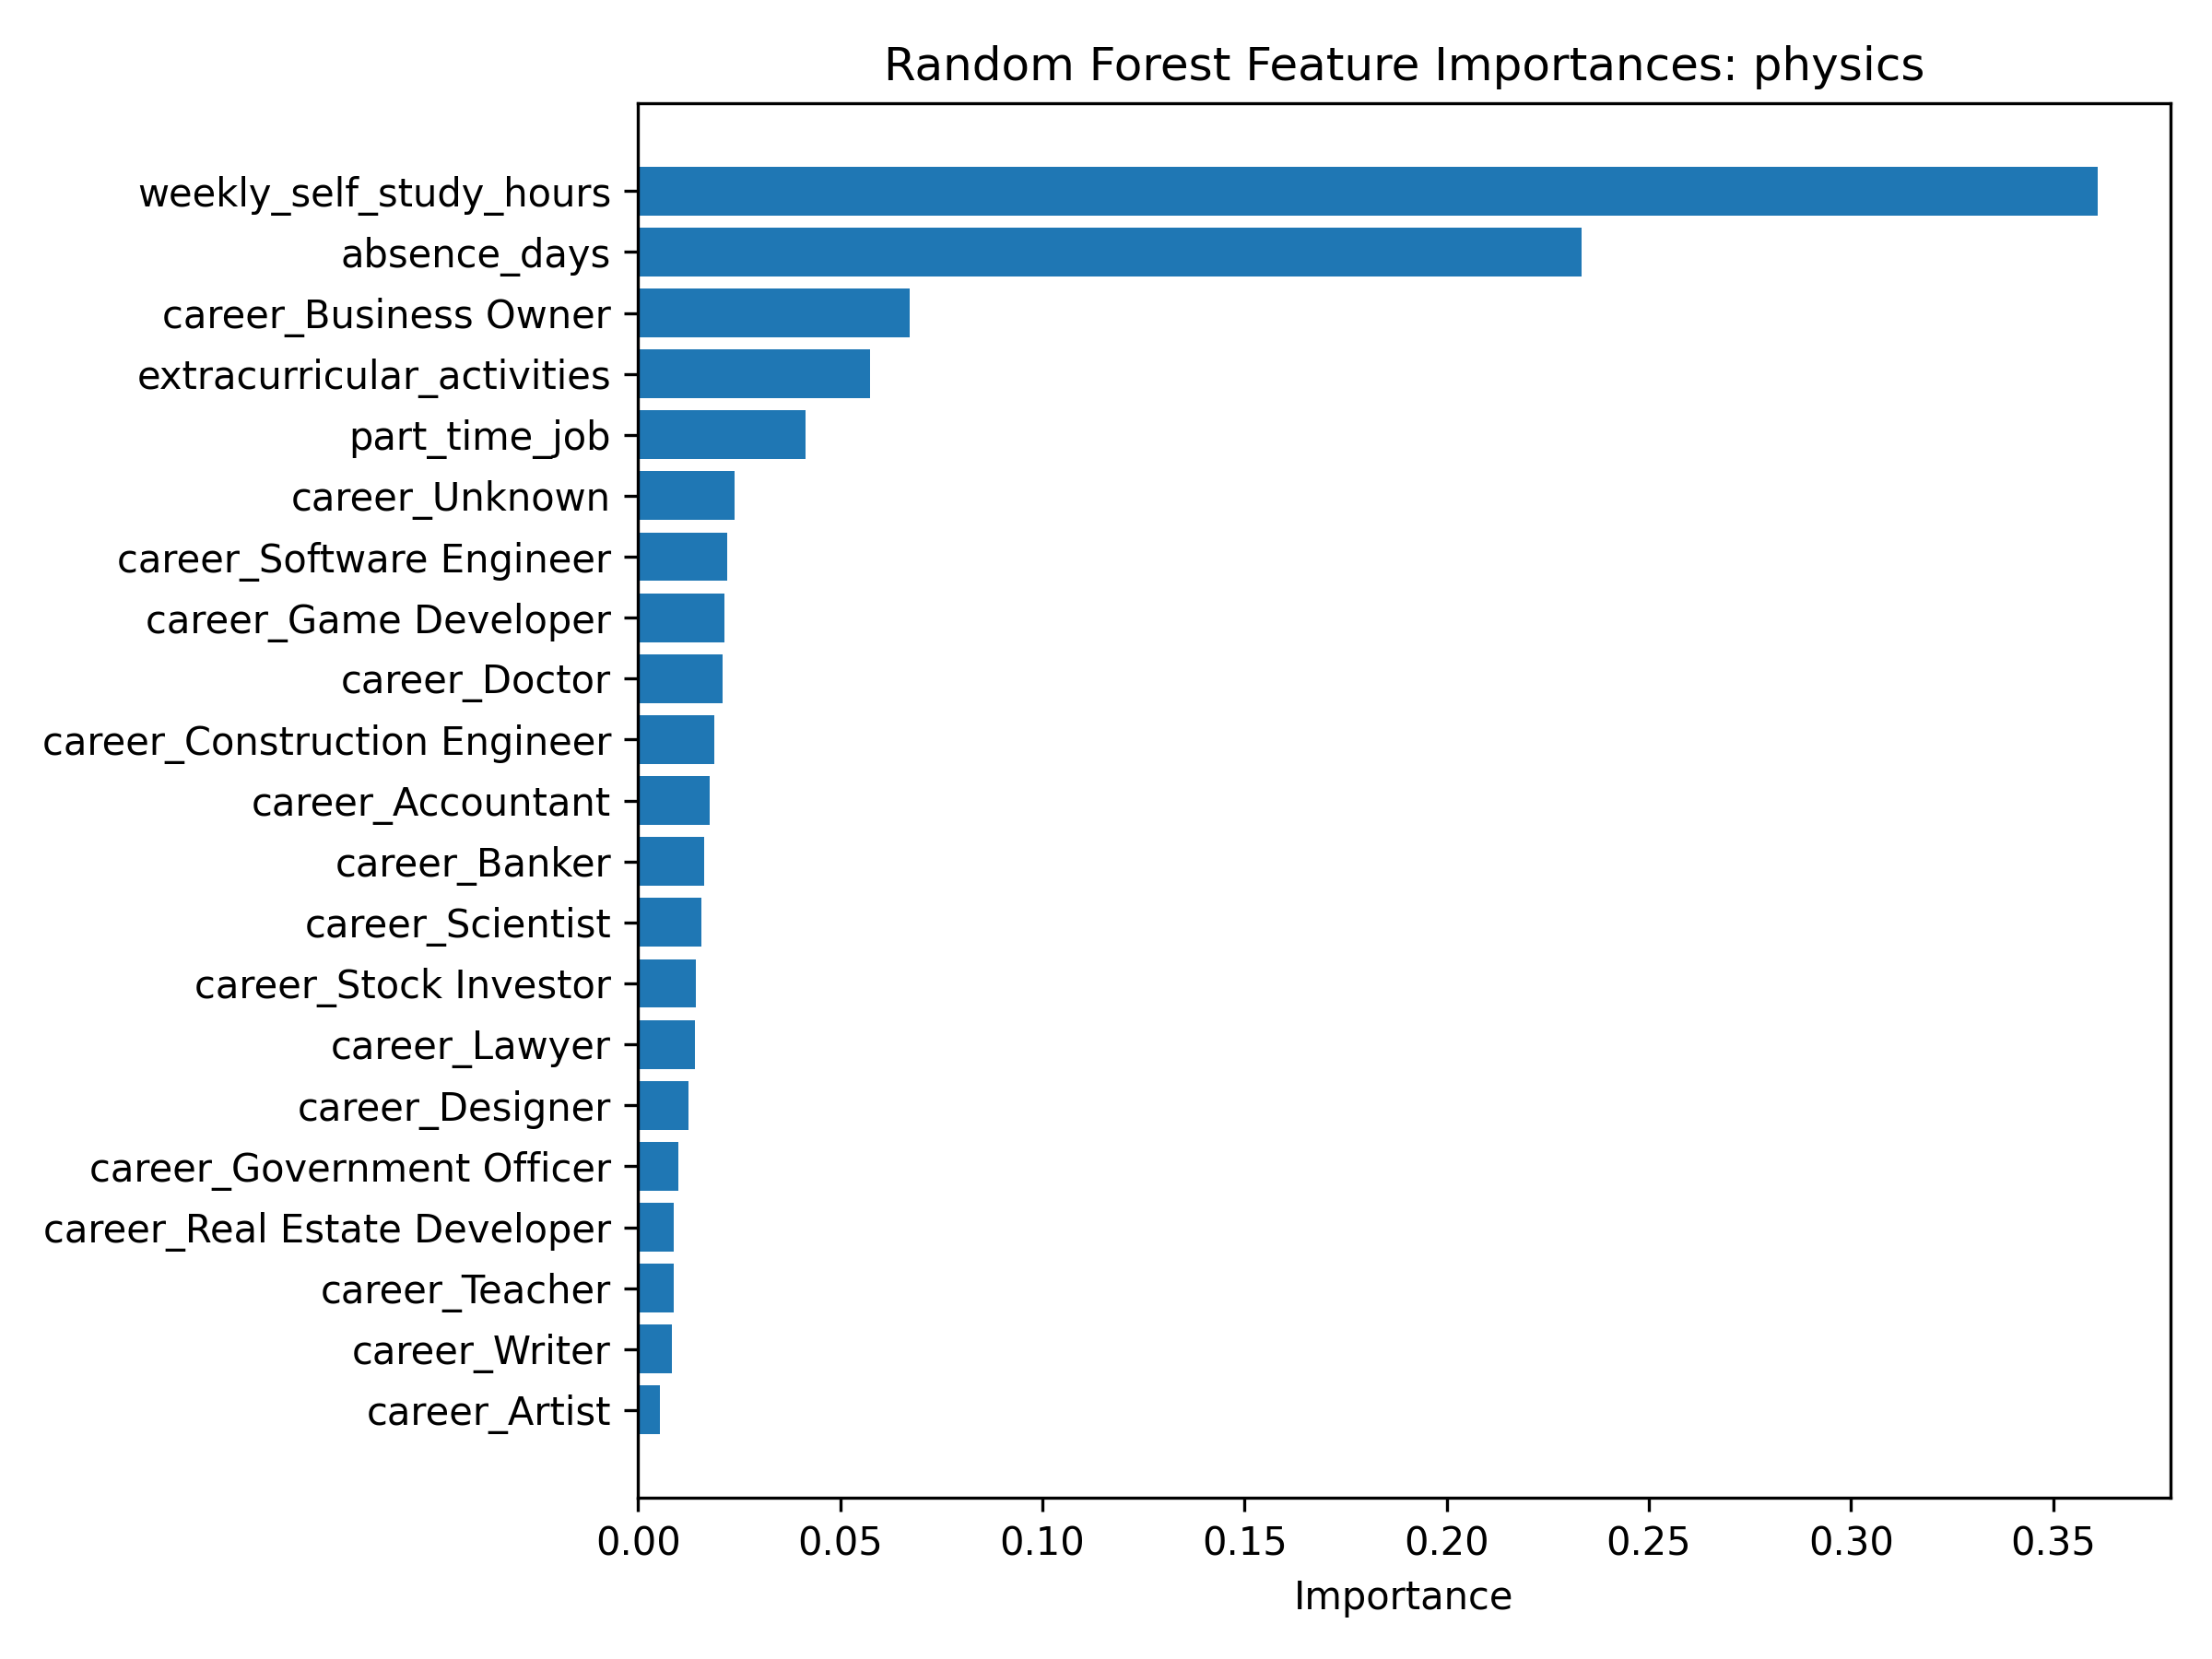 Random Forest Feature Importances: physics
weekly_self_study_hours
absence_days
career_Business Owner
extracurricular_activities
part_time_job
career_Unknown
career_Software Engineer
career_Game Developer
career_Doctor
career_Construction Engineer
career_Accountant
career_Banker
career_Scientist
career_Stock Investor
career_Lawyer
career_Designer
career_Government Officer
career_Real Estate Developer
career_Teacher
career_Writer
career_Artist
0.00 0.05 0.10 0.15 0.20 0.25 0.30 0.35
Importance